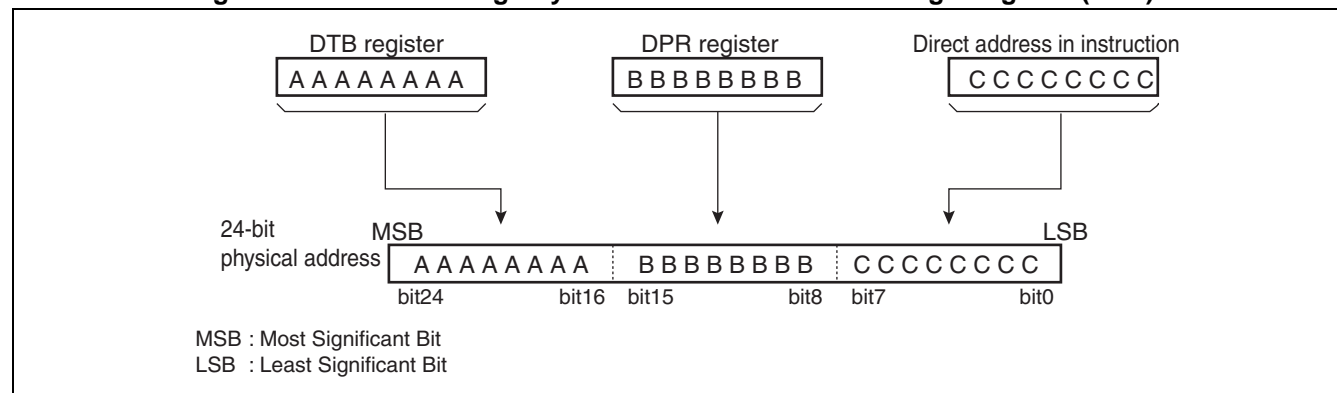 DTB register DPR register Direct address in instruction
A A A A A A A A B B B B B B B B C C C C C C C C
24-bit MSB LSB
physical address A A A A A A A A B B B B B B B B C C C C C C C C
bit24 bit16 bit15 bit8 bit7 bit0
MSB : Most Significant Bit
LSB : Least Significant Bit